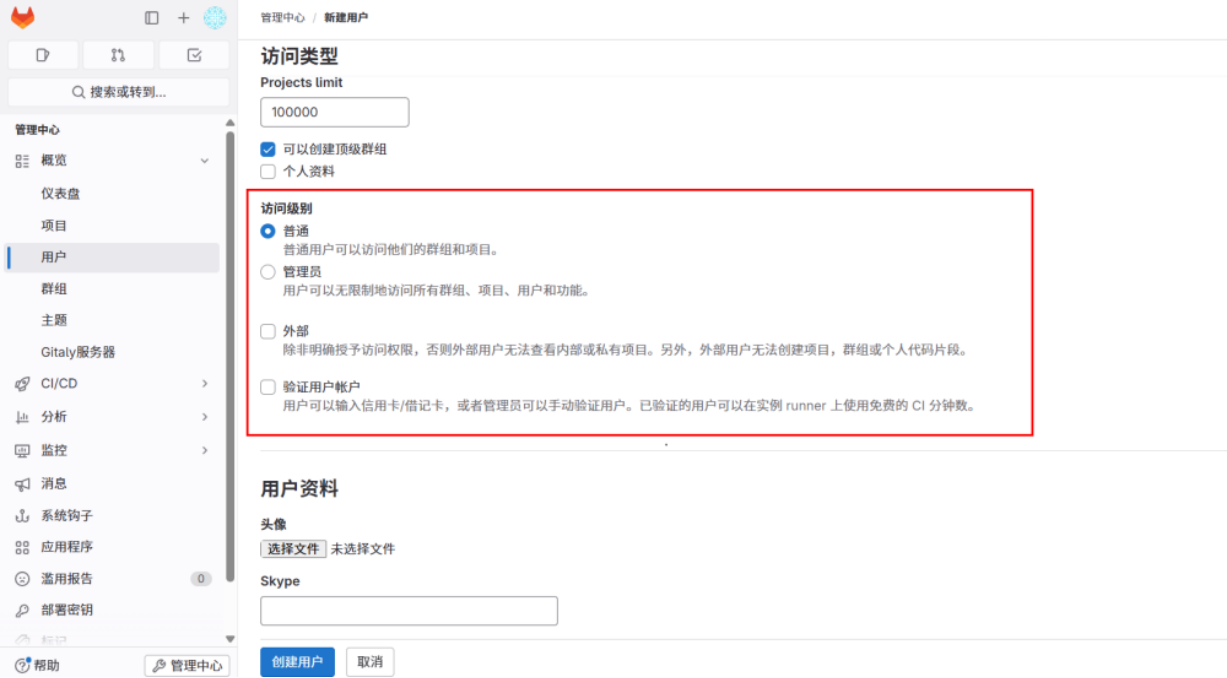 管理中心 / 新建用户
搜索或转到...
管理中心
概览
仪表盘
项目
用户
群组
主题
Gitaly服务器
CI/CD
分析
监控
消息
系统钩子
应用程序
滥用报告 0
部署密钥
标记
帮助
管理中心
访问类型
Projects limit
100000
可以创建顶级群组
个人资料
访问级别
普通
普通用户可以访问他们的群组和项目。
管理员
用户可以无限制地访问所有群组、项目、用户和功能。
外部
除非明确授予访问权限，否则外部用户无法查看内部或私有项目。另外，外部用户无法创建项目，群组或个人代码片段。
验证用户帐户
用户可以输入信用卡/借记卡，或者管理员可以手动验证用户。已验证的用户可以在实例 runner 上使用免费的 CI 分钟数。
用户资料
头像
选择文件 未选择文件
Skype
创建用户 取消